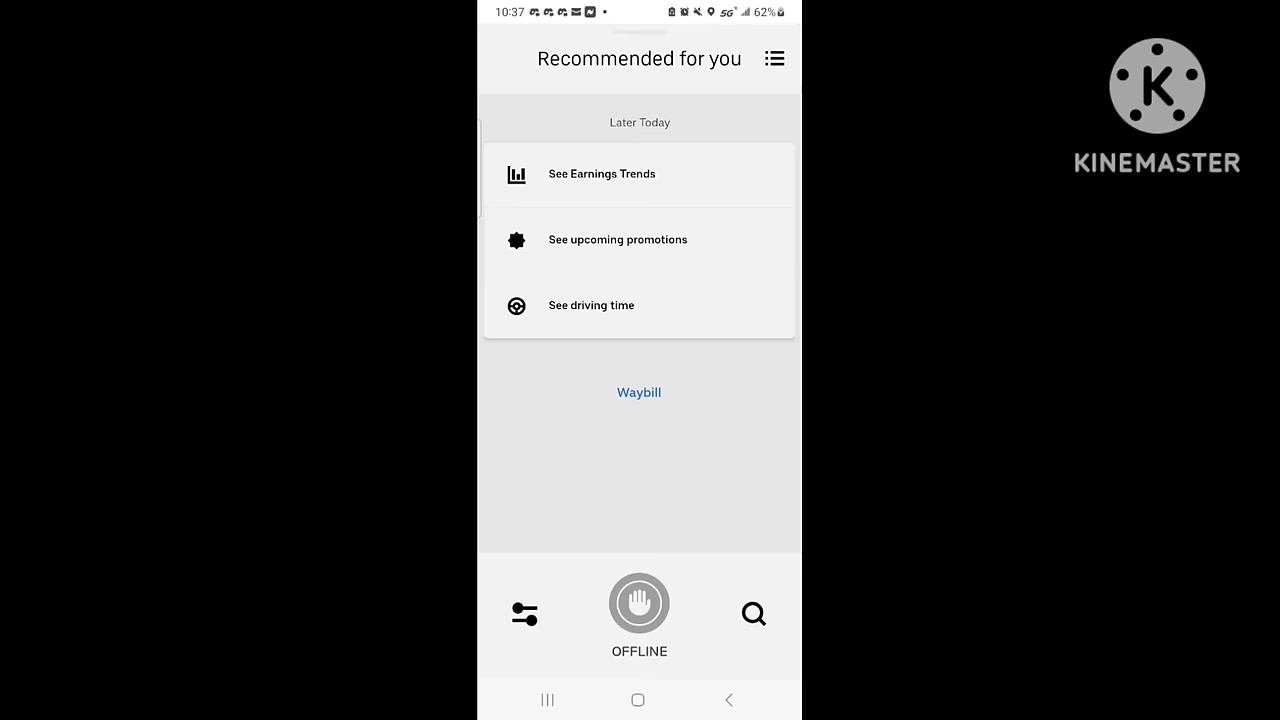 10:37 5G+ 62%
Recommended for you
Later Today
See Earnings Trends
See upcoming promotions
See driving time
Waybill
OFFLINE
K
KINEMASTER